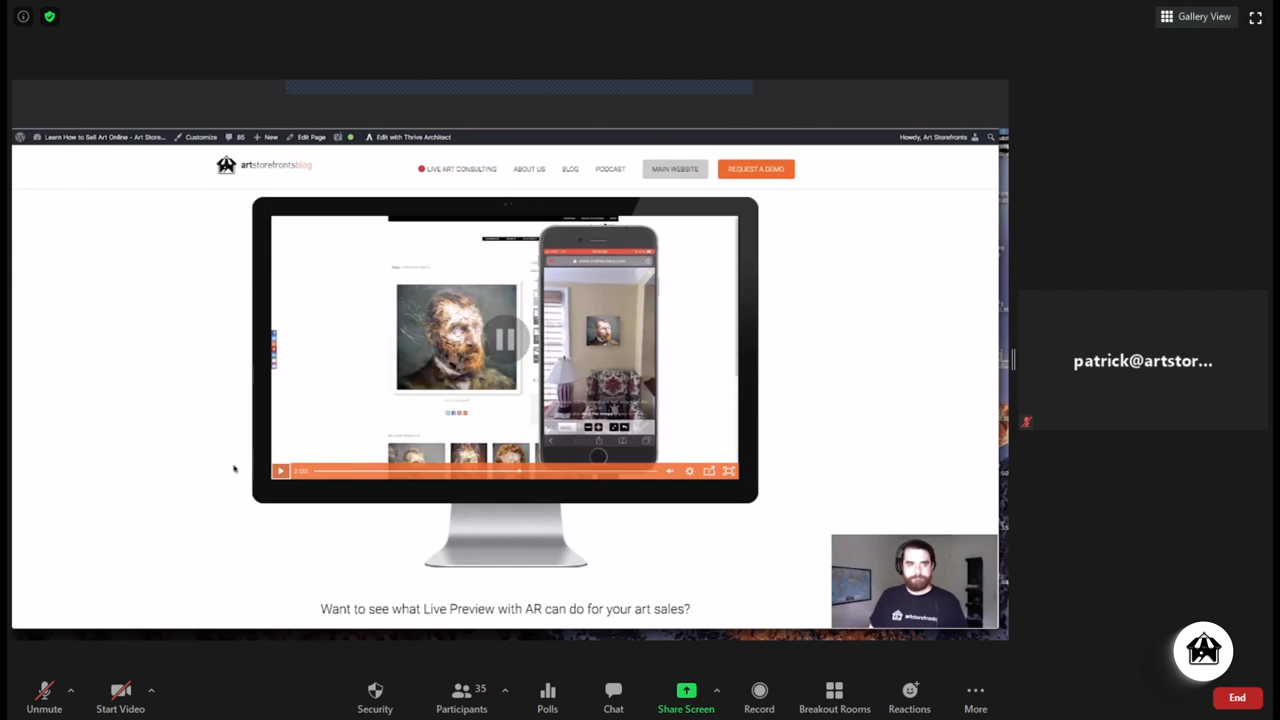 Gallery View
Learn How to Sell Art Online - Art Store... Customize 85 New Edit Page Edit with Thrive Architect Howdy, Art Storefronts
artstorefrontsblog LIVE ART CONSULTING ABOUT US BLOG PODCAST MAIN WEBSITE REQUEST A DEMO
patrick@artstor...
2:00
artstorefronts
Want to see what Live Preview with AR can do for your art sales?
35
Unmute Start Video Security Participants Polls Chat Share Screen Record Breakout Rooms Reactions More End